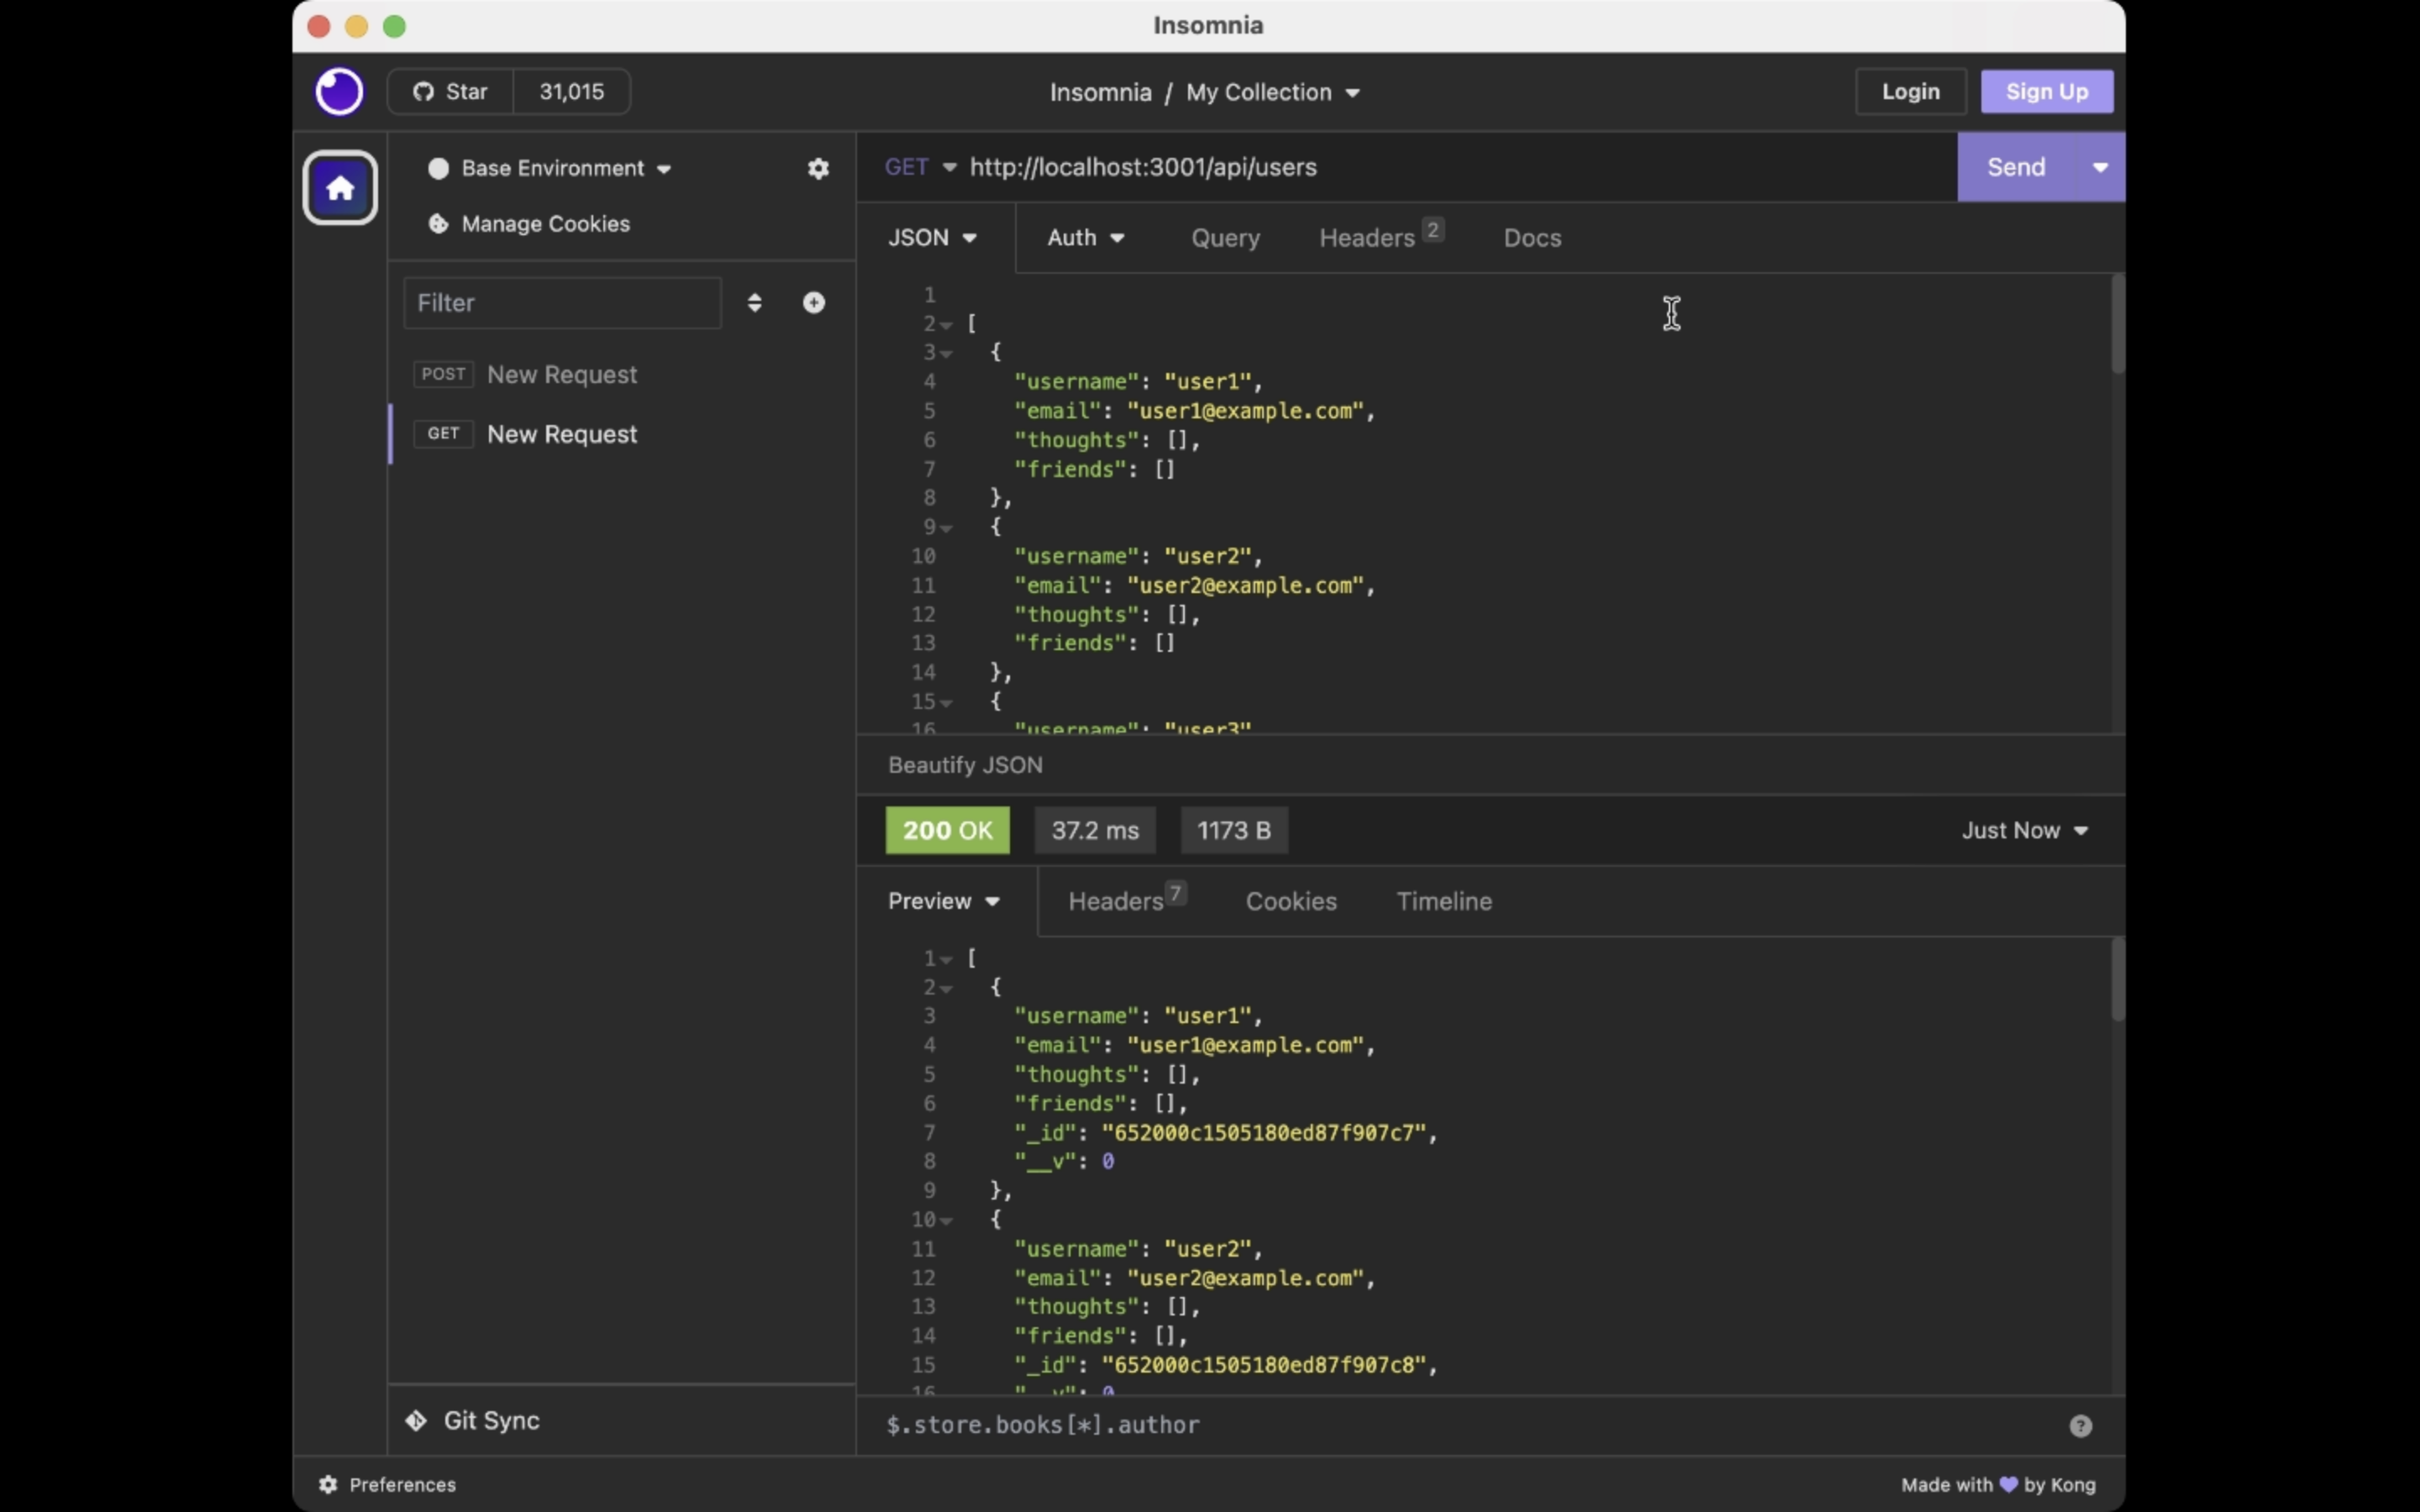 Insomnia
Star 31,015
Insomnia / My Collection
Login
Sign Up
Base Environment
Manage Cookies
Filter
POST New Request
GET New Request
Git Sync
GET http://localhost:3001/api/users
Send
JSON Auth Query Headers 2 Docs
1
2 [
3 {
4 "username": "user1",
5 "email": "user1@example.com",
6 "thoughts": [],
7 "friends": []
8 },
9 {
10 "username": "user2",
11 "email": "user2@example.com",
12 "thoughts": [],
13 "friends": []
14 },
15 {
16 "username": "user3"
Beautify JSON
200 OK 37.2 ms 1173 B Just Now
Preview Headers 7 Cookies Timeline
1 [
2 {
3 "username": "user1",
4 "email": "user1@example.com",
5 "thoughts": [],
6 "friends": [],
7 "_id": "652000c1505180ed87f907c7",
8 "__v": 0
9 },
10 {
11 "username": "user2",
12 "email": "user2@example.com",
13 "thoughts": [],
14 "friends": [],
15 "_id": "652000c1505180ed87f907c8",
16 "__v": 0
$.store.books[*].author
Preferences
Made with 💜 by Kong